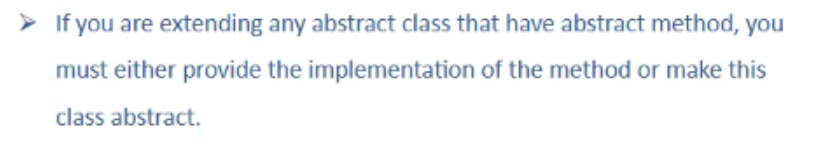 ➢ If you are extending any abstract class that have abstract method, you
must either provide the implementation of the method or make this
class abstract.